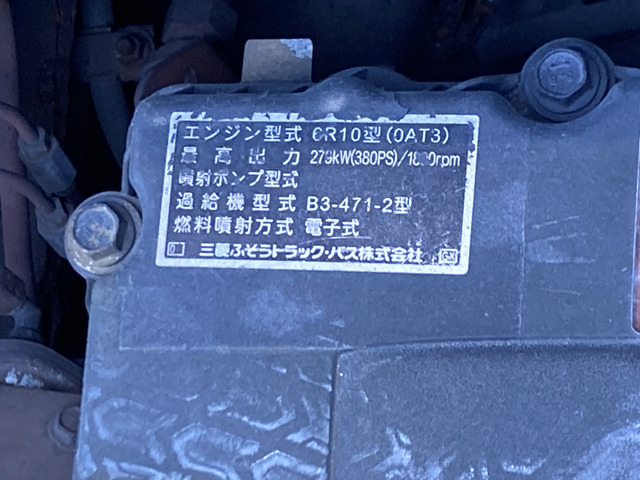 エンジン型式 6R10型(0AT3)
最高出力 279kW(380PS)/1800rpm
噴射ポンプ型式
過給機型式 B3-471-2型
燃料噴射方式 電子式
三菱ふそうトラック・バス株式会社 GX